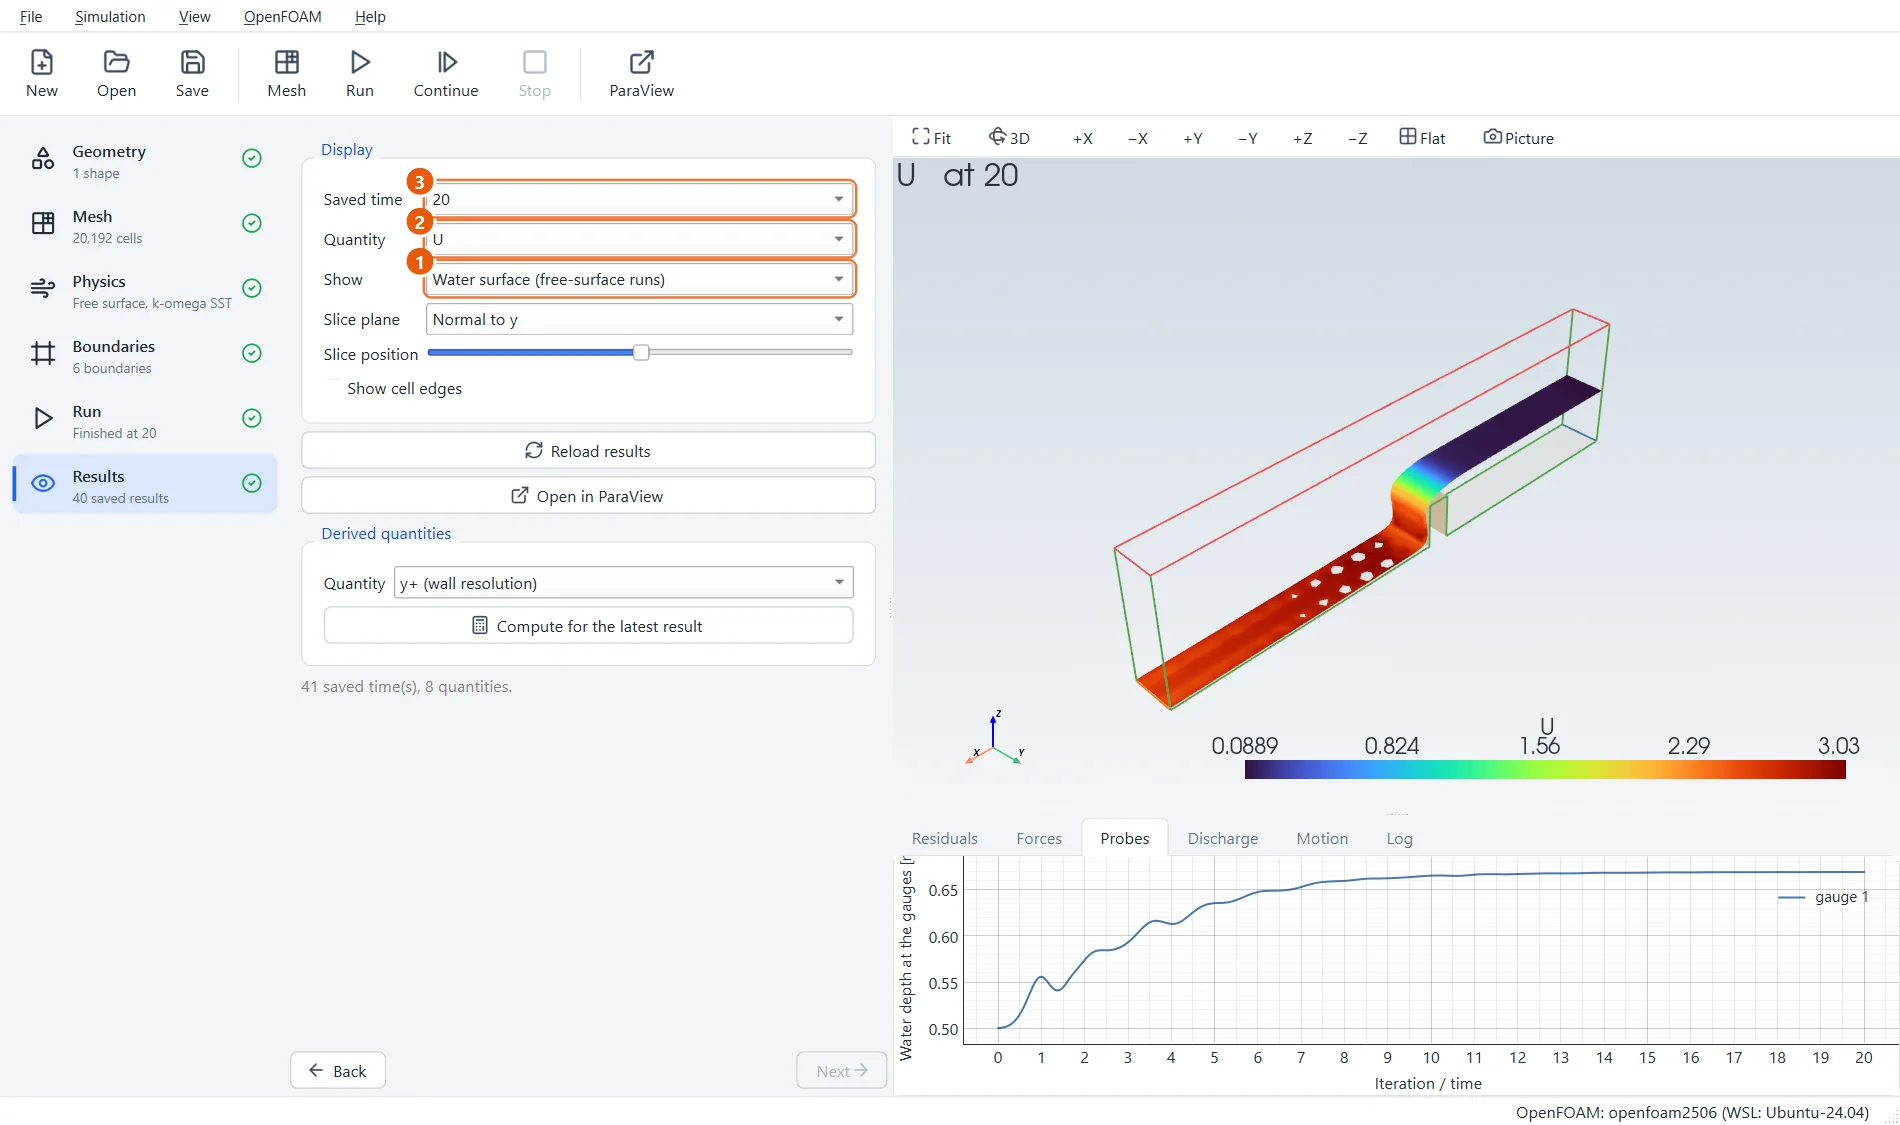 File Simulation View OpenFOAM Help
New Open Save Mesh Run Continue Stop ParaView
Geometry
1 shape
Mesh
20,192 cells
Physics
Free surface, k-omega SST
Boundaries
6 boundaries
Run
Finished at 20
Results
40 saved results
Display
Saved time 3 20
Quantity 2 U
Show 1 Water surface (free-surface runs)
Slice plane Normal to y
Slice position
Show cell edges
Reload results
Open in ParaView
Derived quantities
Quantity y+ (wall resolution)
Compute for the latest result
41 saved time(s), 8 quantities.
Back Next
Fit 3D +X −X +Y −Y +Z −Z Flat Picture
U at 20
Z
X Y
U
0.0889 0.824 1.56 2.29 3.03
Residuals Forces Probes Discharge Motion Log
Water depth at the gauges
0.65
0.60
0.55
0.50
gauge 1
0 1 2 3 4 5 6 7 8 9 10 11 12 13 14 15 16 17 18 19 20
Iteration / time
OpenFOAM: openfoam2506 (WSL: Ubuntu-24.04)